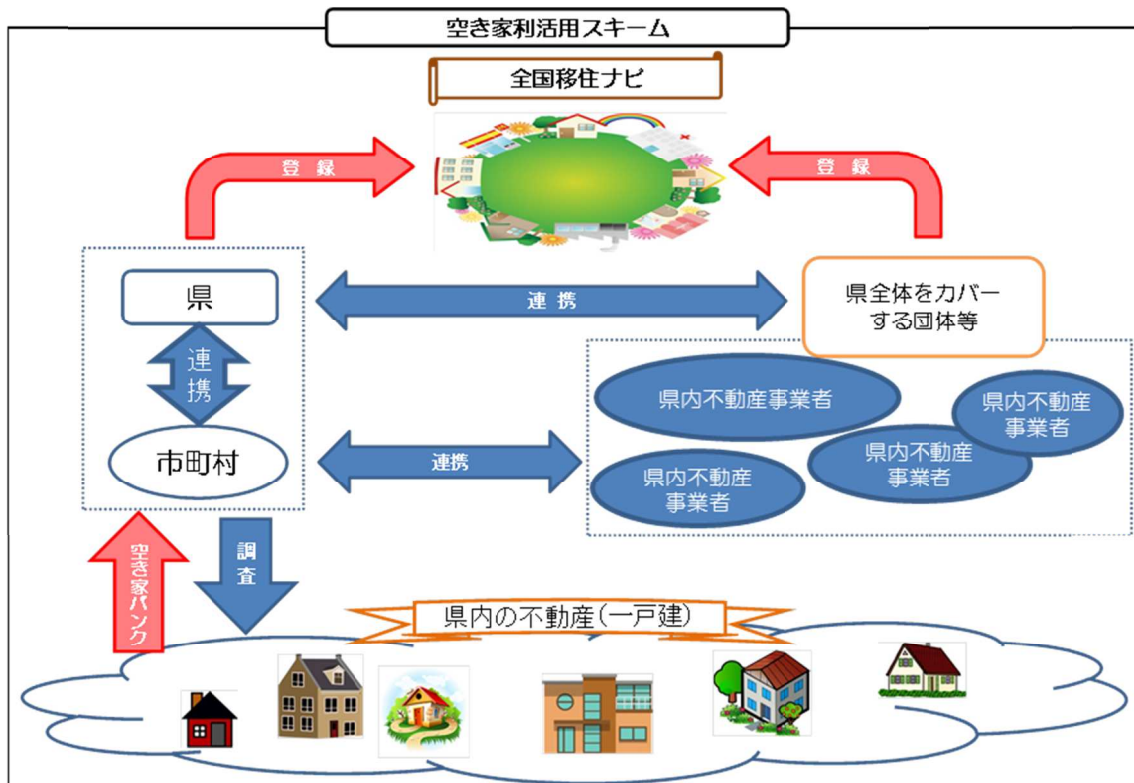 空き家利活用スキーム
全国移住ナビ
登 録
登 録
県
連 携
県全体をカバー
する団体等
連
携
県内不動産事業者
県内不動産
事業者
市町村
連携
県内不動産
事業者
県内不動産
事業者
空き家バンク
調
査
県内の不動産(一戸建)